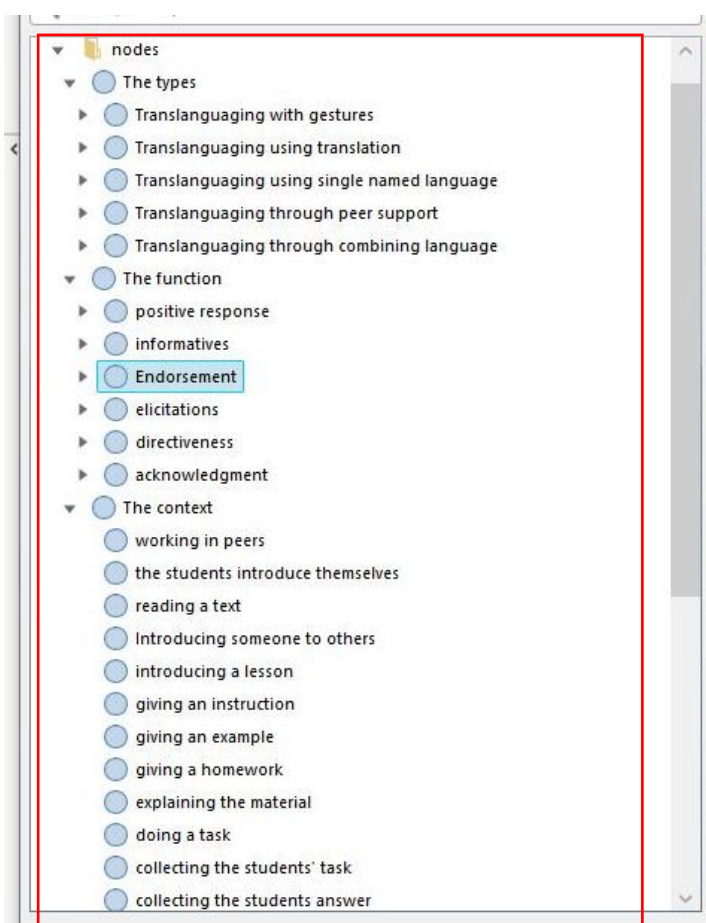 nodes
The types
Translanguaging with gestures
Translanguaging using translation
Translanguaging using single named language
Translanguaging through peer support
Translanguaging through combining language
The function
positive response
informatives
Endorsement
elicitations
directiveness
acknowledgment
The context
working in peers
the students introduce themselves
reading a text
Introducing someone to others
introducing a lesson
giving an instruction
giving an example
giving a homework
explaining the material
doing a task
collecting the students' task
collecting the students answer